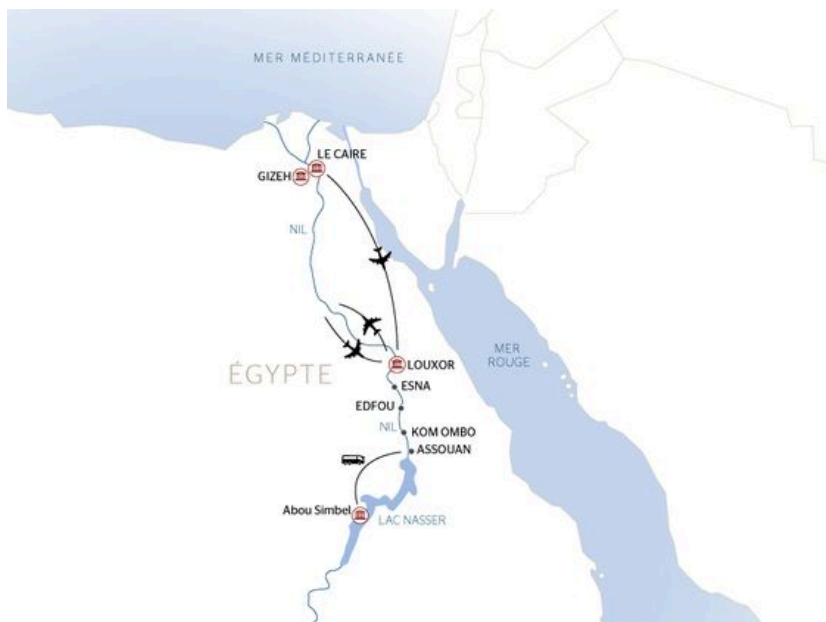 MER MÉDITERRANÉE
LE CAIRE
GIZEH
NIL
MER
ROUGE
ÉGYPTE
LOUXOR
ESNA
EDFOU
NIL
KOM OMBO
ASSOUAN
Abou Simbel
LAC NASSER